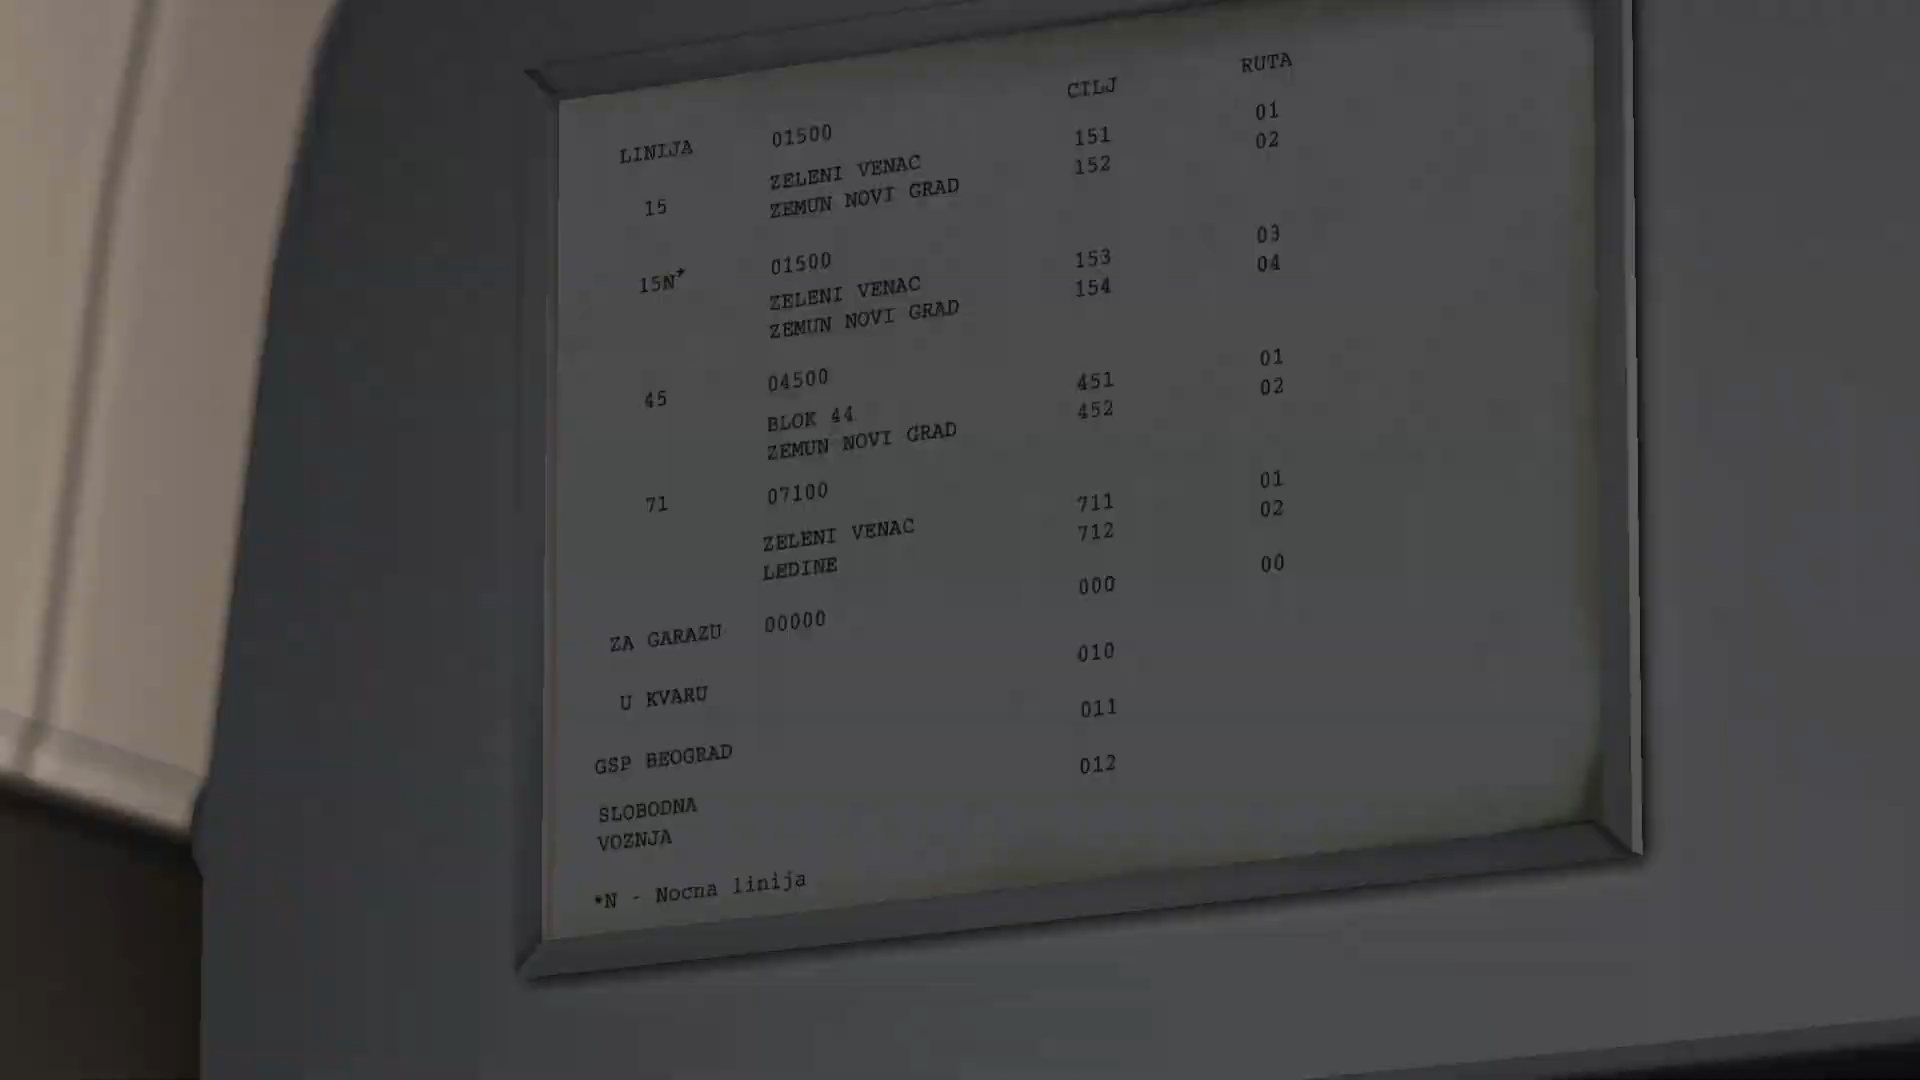 LINIJA 01500 CILJ RUTA
15 ZELENI VENAC 151 01
ZEMUN NOVI GRAD 152 02
15N* 01500
ZELENI VENAC 153 03
ZEMUN NOVI GRAD 154 04
45 04500
BLOK 44 451 01
ZEMUN NOVI GRAD 452 02
71 07100
ZELENI VENAC 711 01
LEDINE 712 02
ZA GARAZU 00000 000 00
U KVARU 010
GSP BEOGRAD 011
SLOBODNA 012
VOZNJA
*N - Nocna linija